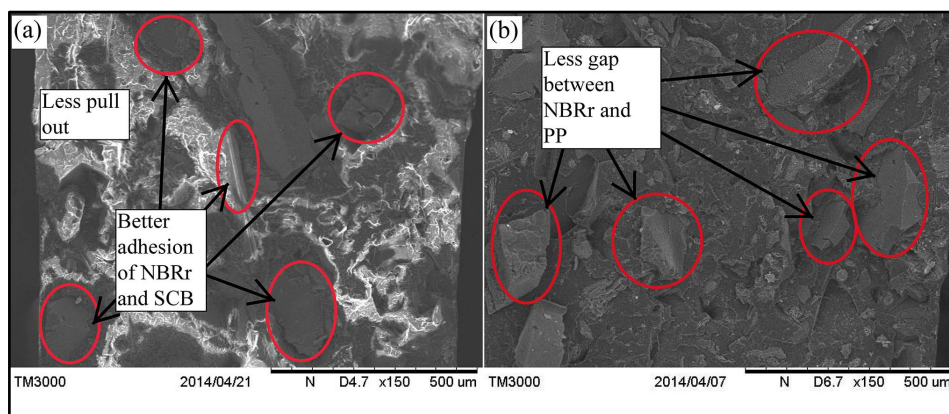 (a)
Less pull
out
Better
adhesion
of NBRr
and SCB
TM3000 2014/04/21 N D4.7 x150 500 um
(b)
Less gap
between
NBRr and
PP
TM3000 2014/04/07 N D6.7 x150 500 um